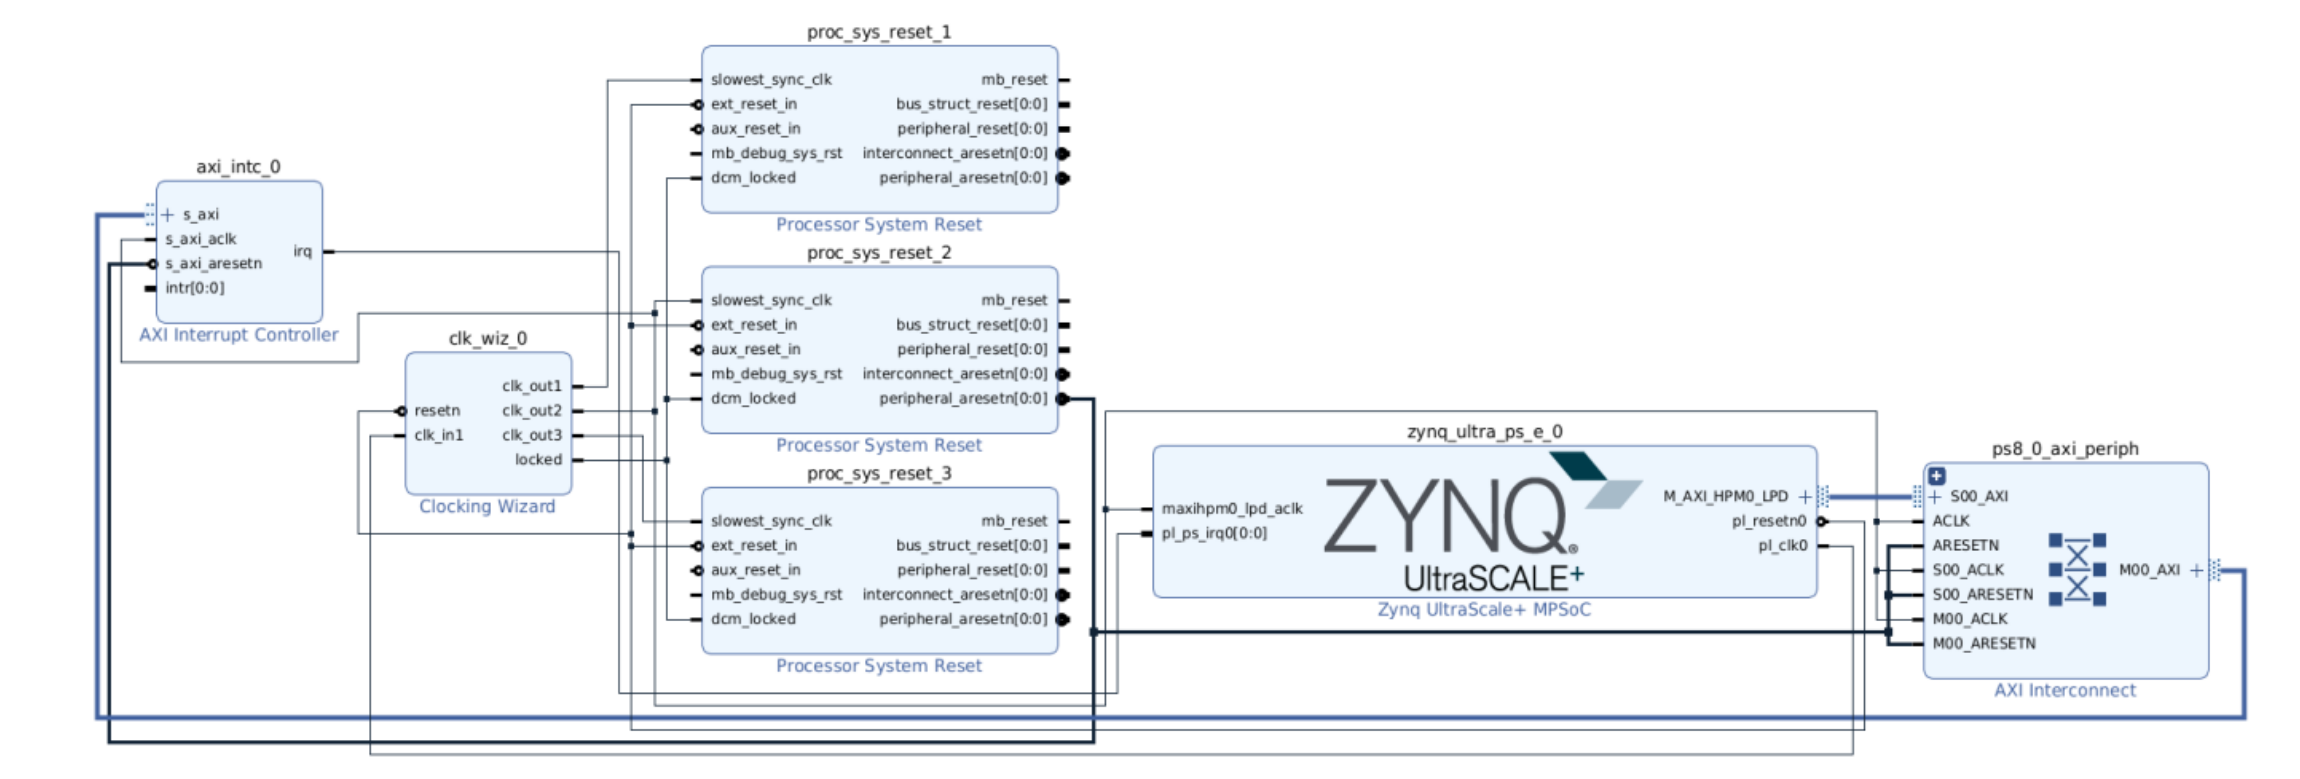 proc_sys_reset_1
slowest_sync_clk mb_reset
ext_reset_in bus_struct_reset[0:0]
aux_reset_in peripheral_reset[0:0]
mb_debug_sys_rst interconnect_aresetn[0:0]
dcm_locked peripheral_aresetn[0:0]
Processor System Reset
axi_intc_0
s_axi
s_axi_aclk
irq
s_axi_aresetn
intr[0:0]
AXI Interrupt Controller
proc_sys_reset_2
slowest_sync_clk mb_reset
ext_reset_in bus_struct_reset[0:0]
aux_reset_in peripheral_reset[0:0]
mb_debug_sys_rst interconnect_aresetn[0:0]
dcm_locked peripheral_aresetn[0:0]
Processor System Reset
clk_wiz_0
clk_out1
resetn clk_out2
clk_in1 clk_out3
locked
Clocking Wizard
proc_sys_reset_3
slowest_sync_clk mb_reset
ext_reset_in bus_struct_reset[0:0]
aux_reset_in peripheral_reset[0:0]
mb_debug_sys_rst interconnect_aresetn[0:0]
dcm_locked peripheral_aresetn[0:0]
Processor System Reset
zynq_ultra_ps_e_0
M_AXI_HPM0_LPD
maxihpm0_lpd_aclk
pl_resetn0
pl_ps_irq0[0:0]
pl_clk0
ZYNQ®
UltraSCALE+
Zynq UltraScale+ MPSoC
ps8_0_axi_periph
S00_AXI
ACLK
ARESETN
S00_ACLK M00_AXI
S00_ARESETN
M00_ACLK
M00_ARESETN
AXI Interconnect